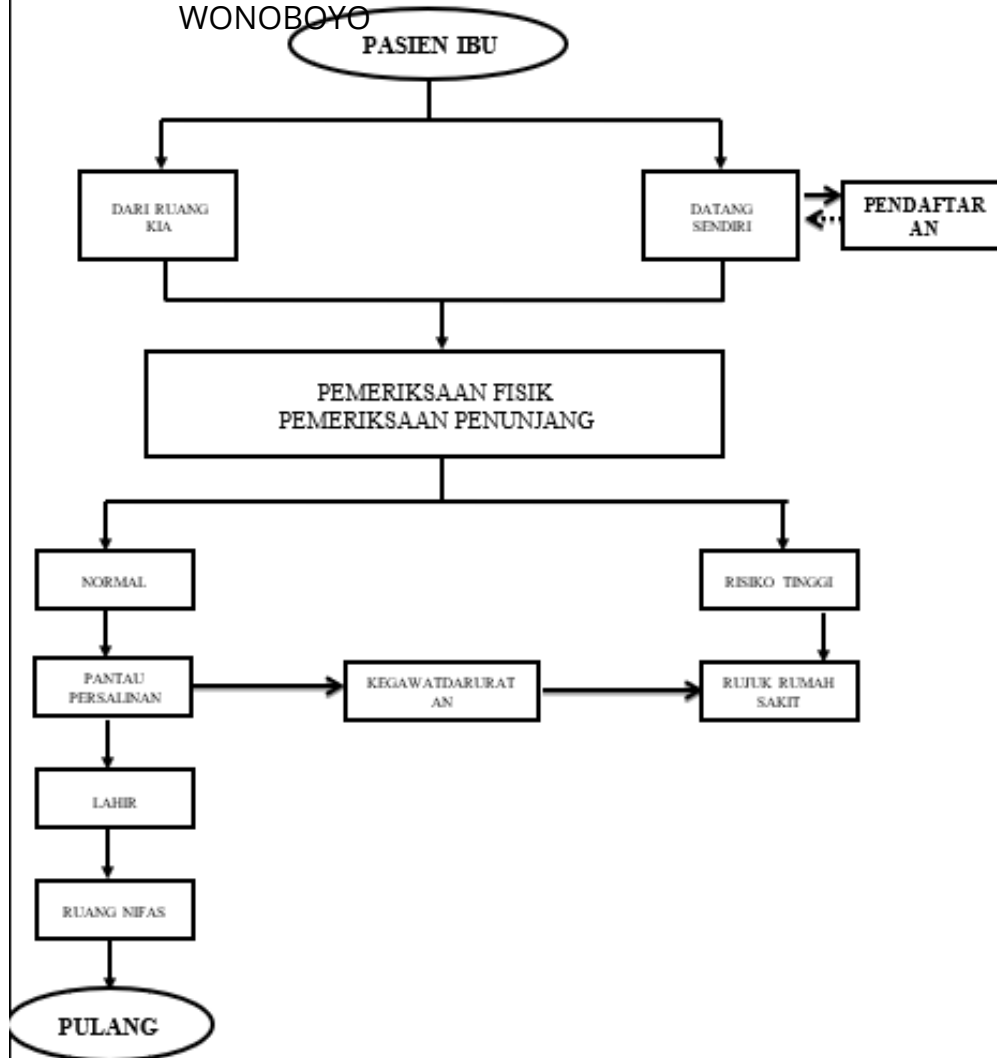 WONOBOYO
PASIEN IBU
DARI RUANG
KIA
DATANG
SENDIRI
PENDAFTAR
AN
PEMERIKSAAN FISIK
PEMERIKSAAN PENUNJANG
NORMAL
RISIKO TINGGI
PANTAU
PERSALINAN
KEGAWATDARURAT
AN
RUJUK RUMAH
SAKIT
LAHIR
RUANG NIFAS
PULANG